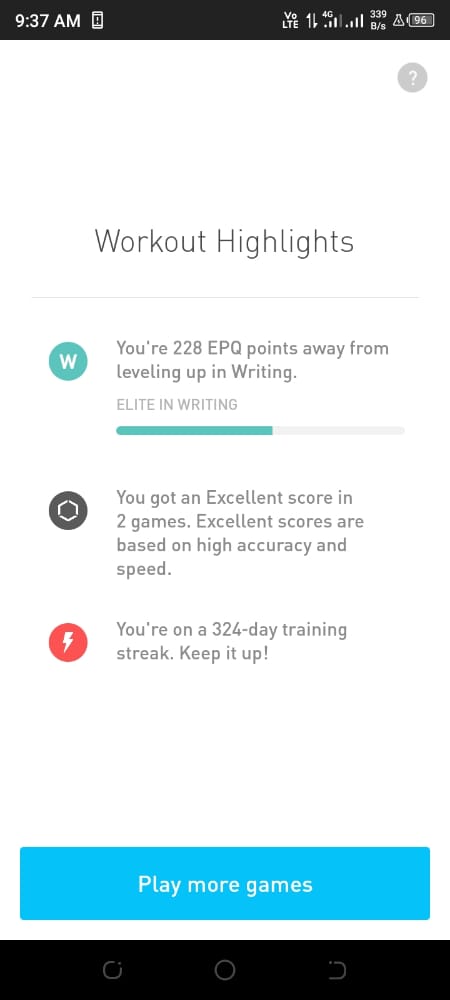 9:37 AM
Vo LTE 4G 339 B/s 96
?
Workout Highlights
W
You're 228 EPQ points away from
leveling up in Writing.
ELITE IN WRITING
You got an Excellent score in
2 games. Excellent scores are
based on high accuracy and
speed.
You're on a 324-day training
streak. Keep it up!
Play more games